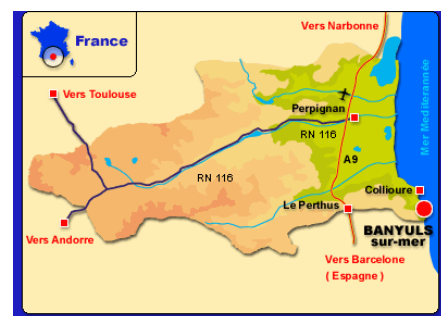 France
Vers Narbonne
Vers Toulouse
Mer Mediterannée
Perpignan
RN 116
A9
RN 116
Collioure
Le Perthus
BANYULS
sur-mer
Vers Andorre
Vers Barcelone
( Espagne )